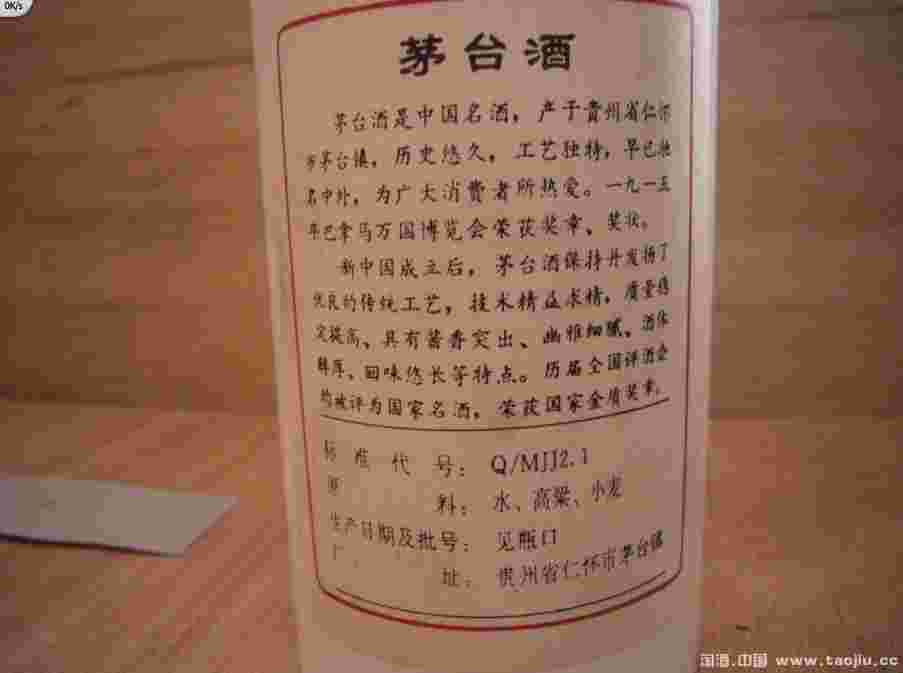 0K/s
茅台酒
茅台酒是中国名酒，产于贵州省仁怀
市茅台镇，历史悠久，工艺独特，早已驰
名中外，为广大消费者所热爱。一九一五
年巴拿马万国博览会荣获奖章、奖状。
新中国成立后，茅台酒保持并发扬了
优良的传统工艺，技术精益求精，质量稳
定提高、具有酱香突出、幽雅细腻、酒体
醇厚、回味悠长等特点。历届全国评酒会
均被评为国家名酒，荣获国家金质奖章。
标准代号：Q/MJJ2.1
原料：水、高粱、小麦
生产日期及批号：见瓶口
厂址：贵州省仁怀市茅台镇
淘酒.中国 www.taojiu.cc